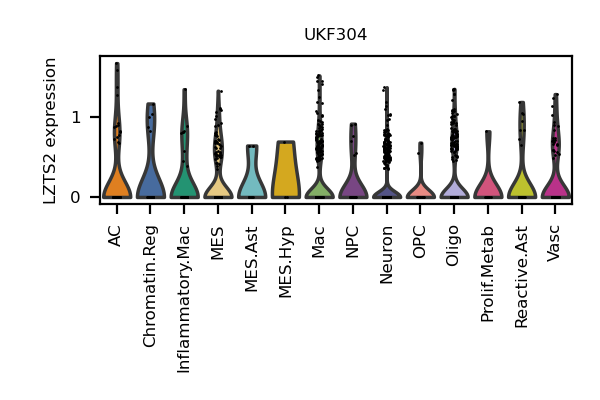 UKF304
LZTS2 expression
1
0
AC
Chromatin.Reg
Inflammatory.Mac
MES
MES.Ast
MES.Hyp
Mac
NPC
Neuron
OPC
Oligo
Prolif.Metab
Reactive.Ast
Vasc